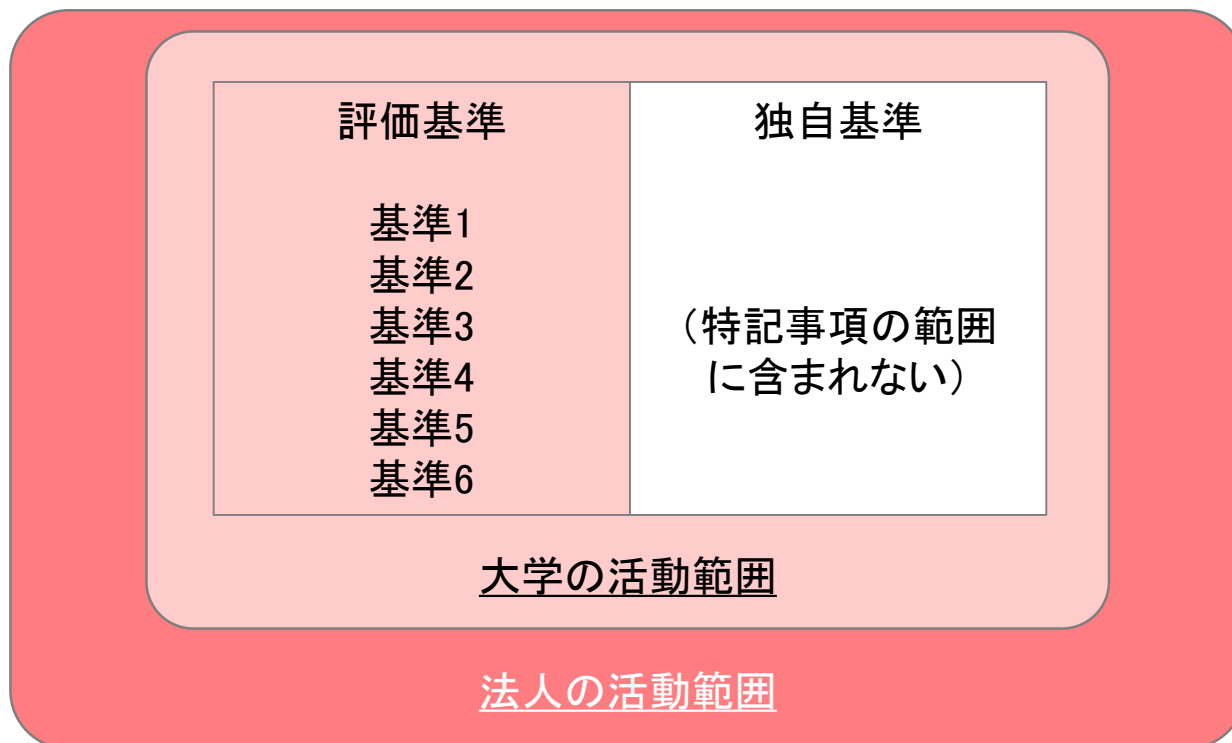 評価基準
基準1
基準2
基準3
基準4
基準5
基準6
独自基準
（特記事項の範囲
に含まれない）
大学の活動範囲
法人の活動範囲